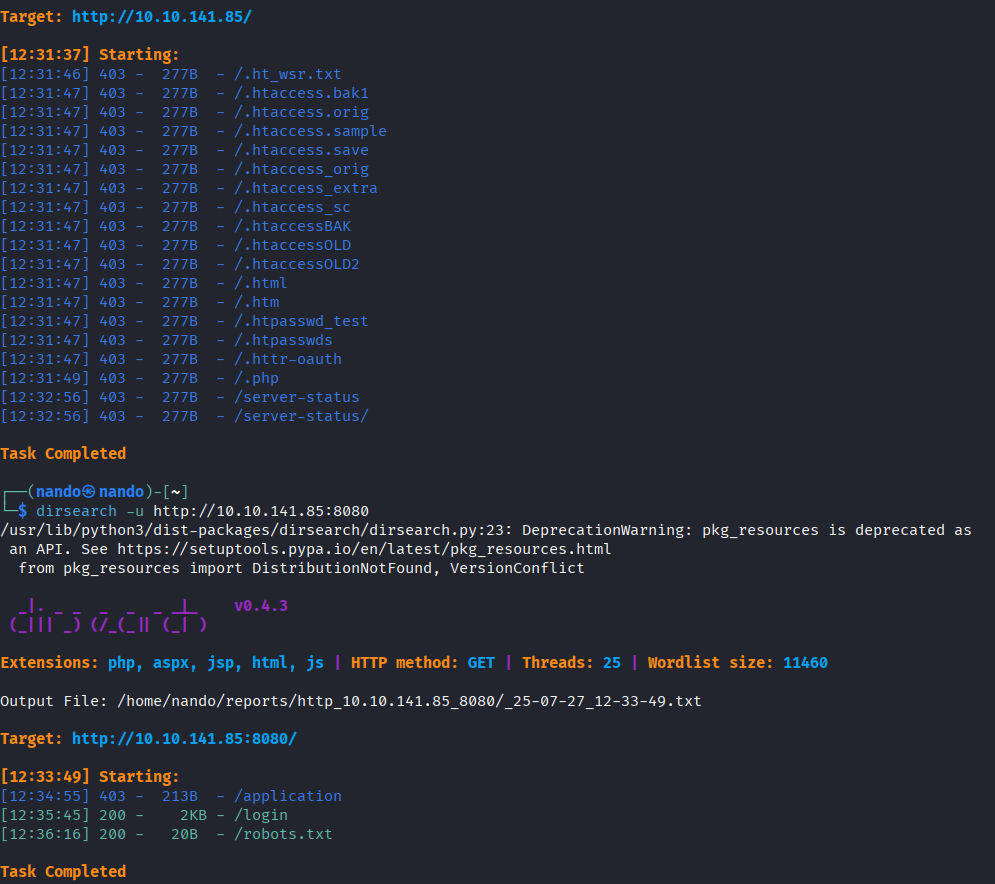 Target: http://10.10.141.85/
[12:31:37] Starting:
[12:31:46] 403 -  277B  - /.ht_wsr.txt
[12:31:47] 403 -  277B  - /.htaccess.bak1
[12:31:47] 403 -  277B  - /.htaccess.orig
[12:31:47] 403 -  277B  - /.htaccess.sample
[12:31:47] 403 -  277B  - /.htaccess.save
[12:31:47] 403 -  277B  - /.htaccess_orig
[12:31:47] 403 -  277B  - /.htaccess_extra
[12:31:47] 403 -  277B  - /.htaccess_sc
[12:31:47] 403 -  277B  - /.htaccessBAK
[12:31:47] 403 -  277B  - /.htaccessOLD
[12:31:47] 403 -  277B  - /.htaccessOLD2
[12:31:47] 403 -  277B  - /.html
[12:31:47] 403 -  277B  - /.htm
[12:31:47] 403 -  277B  - /.htpasswd_test
[12:31:47] 403 -  277B  - /.htpasswds
[12:31:47] 403 -  277B  - /.httr-oauth
[12:31:49] 403 -  277B  - /.php
[12:32:56] 403 -  277B  - /server-status
[12:32:56] 403 -  277B  - /server-status/
Task Completed
┌──(nando㉿nando)-[~]
└─$ dirsearch -u http://10.10.141.85:8080
/usr/lib/python3/dist-packages/dirsearch/dirsearch.py:23: DeprecationWarning: pkg_resources is deprecated as
an API. See https://setuptools.pypa.io/en/latest/pkg_resources.html
from pkg_resources import DistributionNotFound, VersionConflict
_|. _ _  _  _  _ _|_    v0.4.3
(_||| _) (/_(_|| (_| )
Extensions: php, aspx, jsp, html, js | HTTP method: GET | Threads: 25 | Wordlist size: 11460
Output File: /home/nando/reports/http_10.10.141.85_8080/_25-07-27_12-33-49.txt
Target: http://10.10.141.85:8080/
[12:33:49] Starting:
[12:34:55] 403 -  213B  - /application
[12:35:45] 200 -    2KB - /login
[12:36:16] 200 -   20B  - /robots.txt
Task Completed